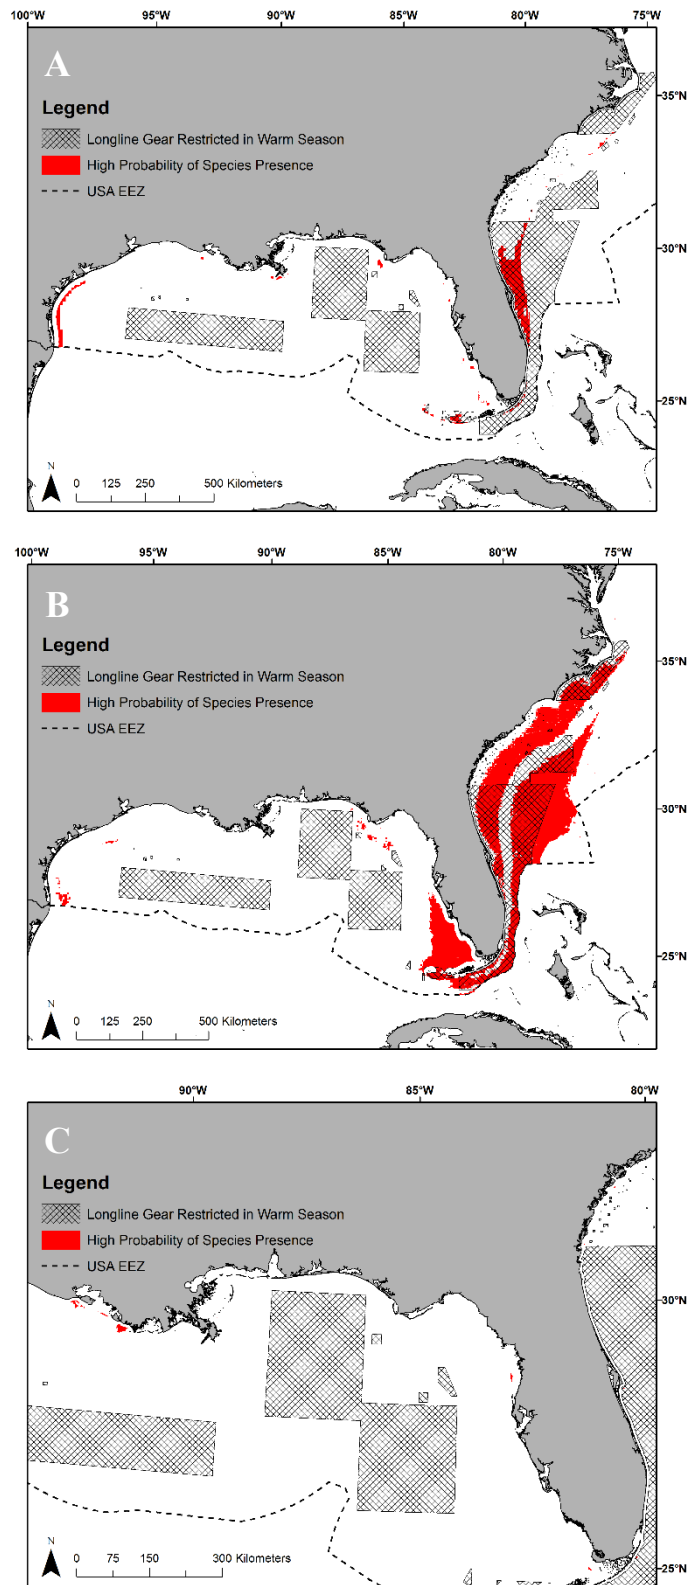 100°W 95°W 90°W 85°W 80°W 75°W
A
Legend
Longline Gear Restricted in Warm Season
High Probability of Species Presence
USA EEZ
35°N
30°N
25°N
N
0 125 250 500 Kilometers
100°W 95°W 90°W 85°W 80°W 75°W
B
Legend
Longline Gear Restricted in Warm Season
High Probability of Species Presence
USA EEZ
35°N
30°N
25°N
N
0 125 250 500 Kilometers
90°W 85°W 80°W
C
Legend
Longline Gear Restricted in Warm Season
High Probability of Species Presence
USA EEZ
30°N
25°N
N
0 75 150 300 Kilometers